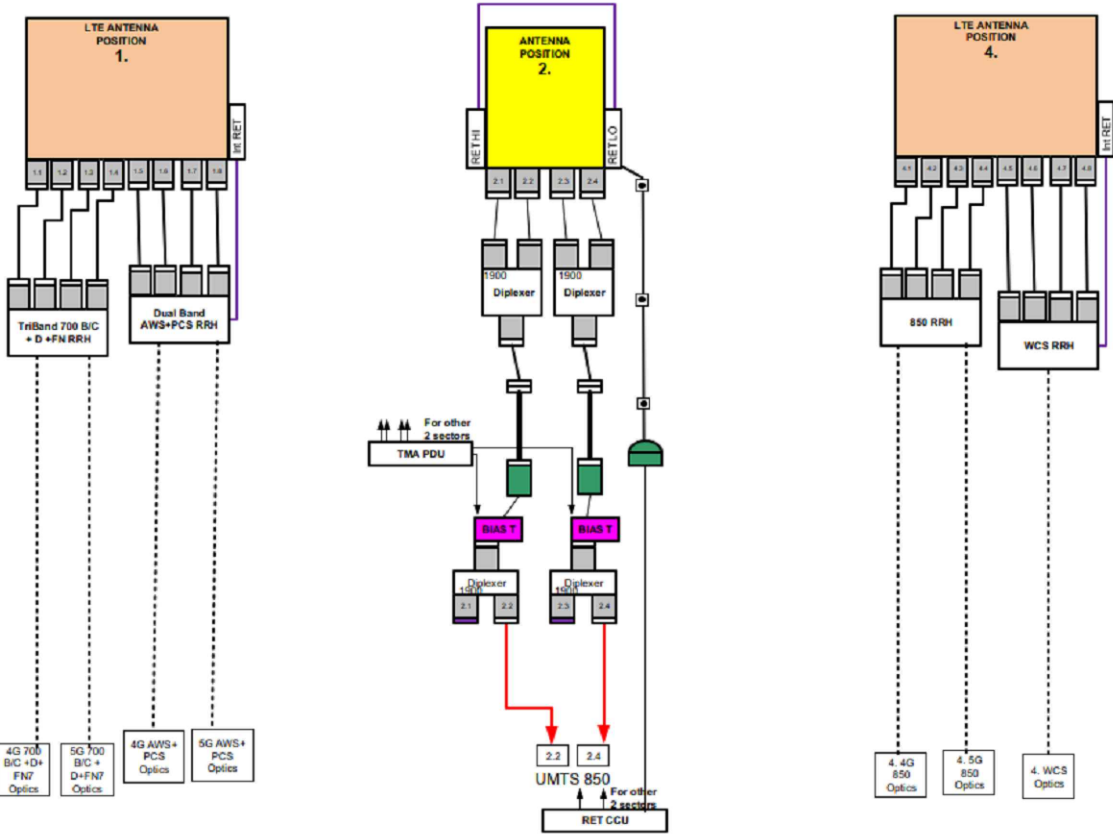 LTE ANTENNA
POSITION
1.
Int RET
1.1
1.2
1.3
1.4
1.5
1.6
1.7
1.8
TriBand 700 B/C
+ D +FN RRH
Dual Band
AWS+PCS RRH
4G 700
B/C +D+
FN7
Optics
5G 700
B/C +
D+FN7
Optics
4G AWS+
PCS
Optics
5G AWS+
PCS
Optics
ANTENNA
POSITION
2.
RET HI
RET LO
2.1
2.2
2.3
2.4
1900
Diplexer
1900
Diplexer
For other
2 sectors
TMA PDU
BIAS T
BIAS T
Diplexer
1900
2.1
2.2
Diplexer
1900
2.3
2.4
2.2
2.4
UMTS 850
For other
2 sectors
RET CCU
LTE ANTENNA
POSITION
4.
Int RET
4.1
4.2
4.3
4.4
4.5
4.6
4.7
4.8
850 RRH
WCS RRH
4. 4G
850
Optics
4. 5G
850
Optics
4. WCS
Optics